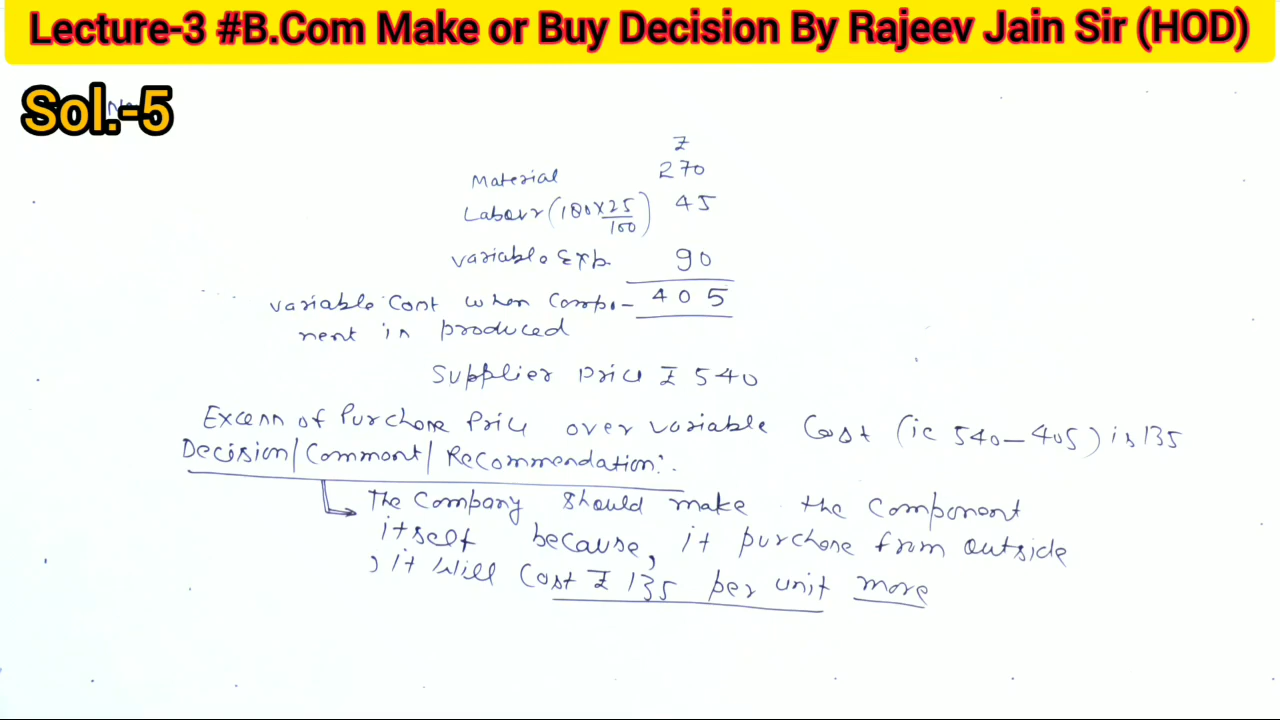 Lecture-3 #B.Com Make or Buy Decision By Rajeev Jain Sir (HOD)
Sol.-5
₹
Material 270
Labour (180×25/100) 45
Variable Exp. 90
Variable Cost when Compo- 405
nent is produced
Supplier Price ₹ 540
Excess of Purchase Price over variable Cost (ie 540-405) is 135
Decision/Comment/Recommendation:-
The Company should make the component
itself because, if purchase from outside
, it will cost ₹ 135 per unit more